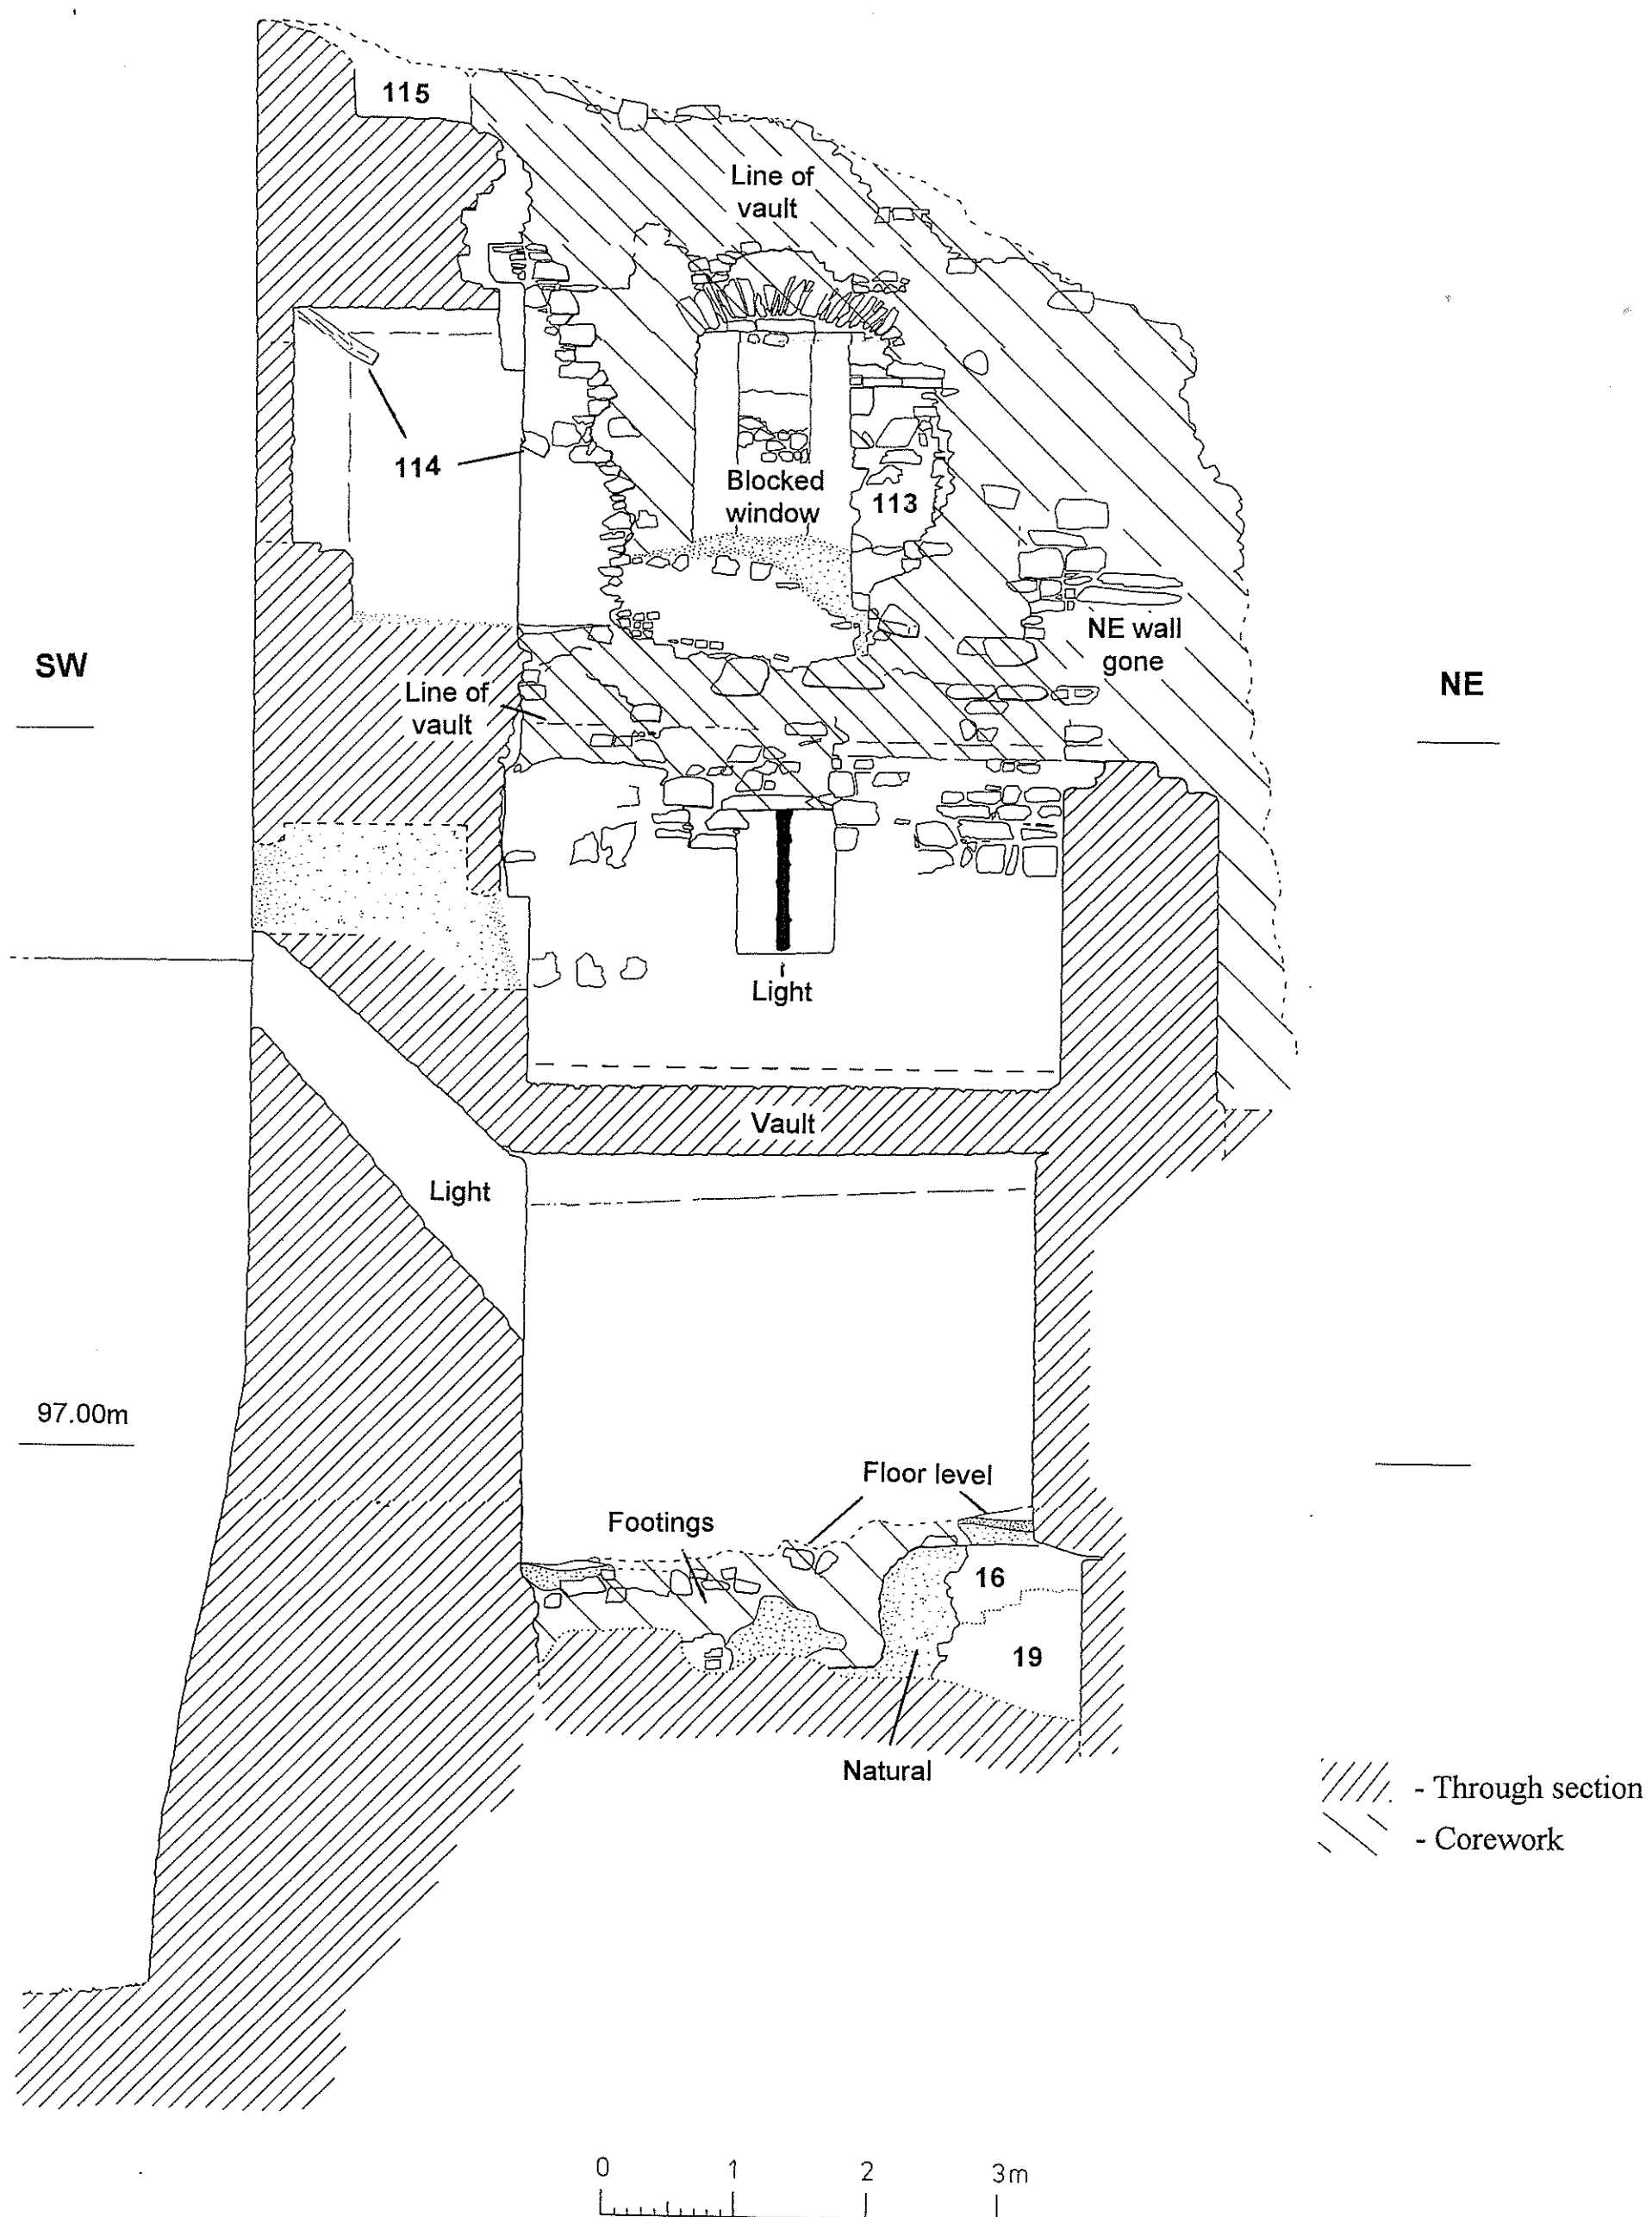 115
Line of
vault
114
Blocked
window
113
NE wall
gone
SW
NE
Line of
vault
Light
Vault
Light
97.00m
Floor level
Footings
16
19
Natural
- Through section
- Corework
0 1 2 3m